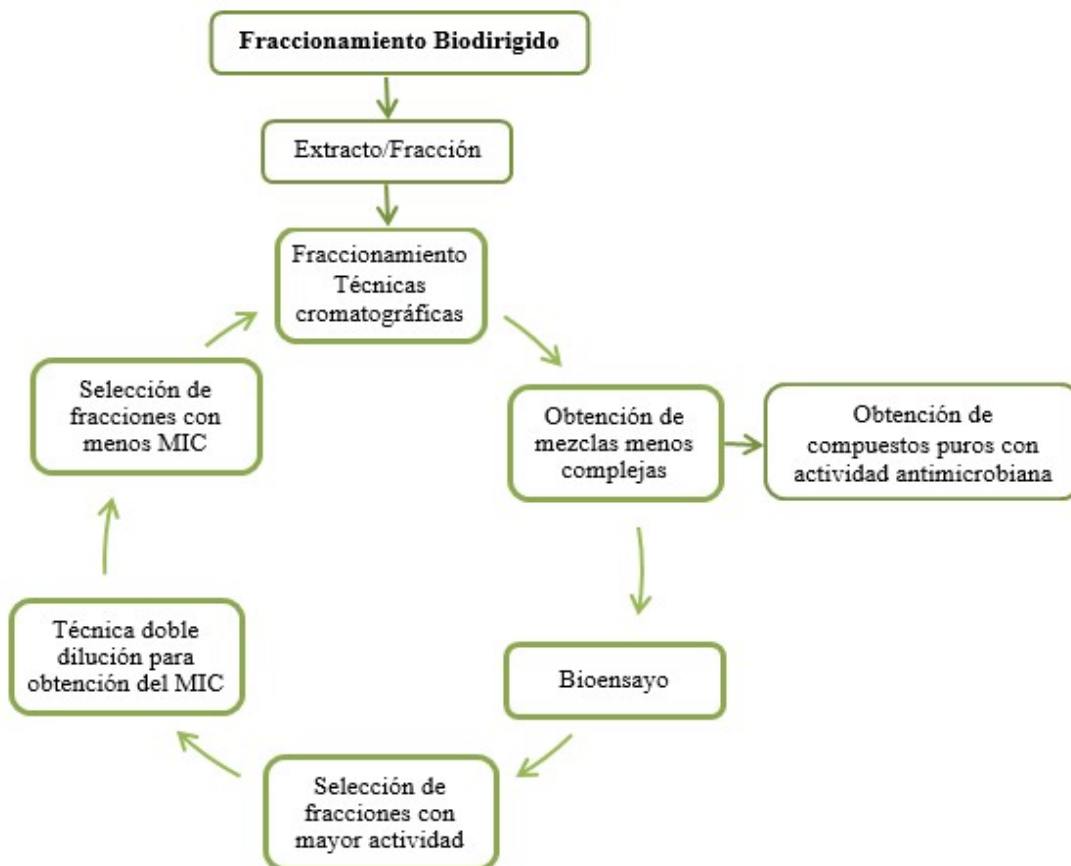 Fraccionamiento Biodirigido
Extracto/Fracción
Fraccionamiento
Técnicas
cromatográficas
Obtención de
mezclas menos
complejas
Obtención de
compuestos puros con
actividad antimicrobiana
Bioensayo
Selección de
fracciones con
mayor actividad
Técnica doble
dilución para
obtención del MIC
Selección de
fracciones con
menos MIC